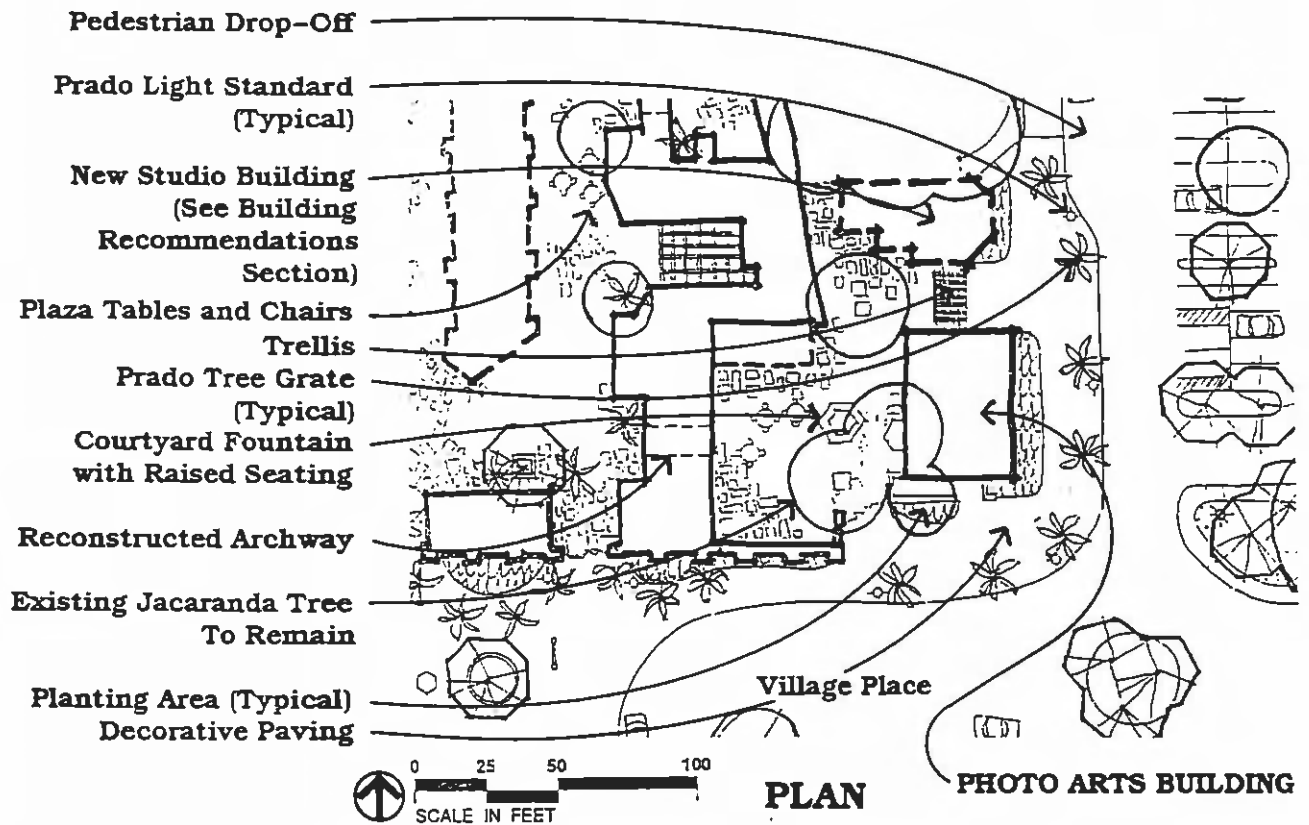 Pedestrian Drop-Off
Prado Light Standard
(Typical)
New Studio Building
(See Building
Recommendations
Section)
Plaza Tables and Chairs
Trellis
Prado Tree Grate
(Typical)
Courtyard Fountain
with Raised Seating
Reconstructed Archway
Existing Jacaranda Tree
To Remain
Planting Area (Typical)
Decorative Paving
Village Place
PHOTO ARTS BUILDING
0 25 50 100
SCALE IN FEET
PLAN